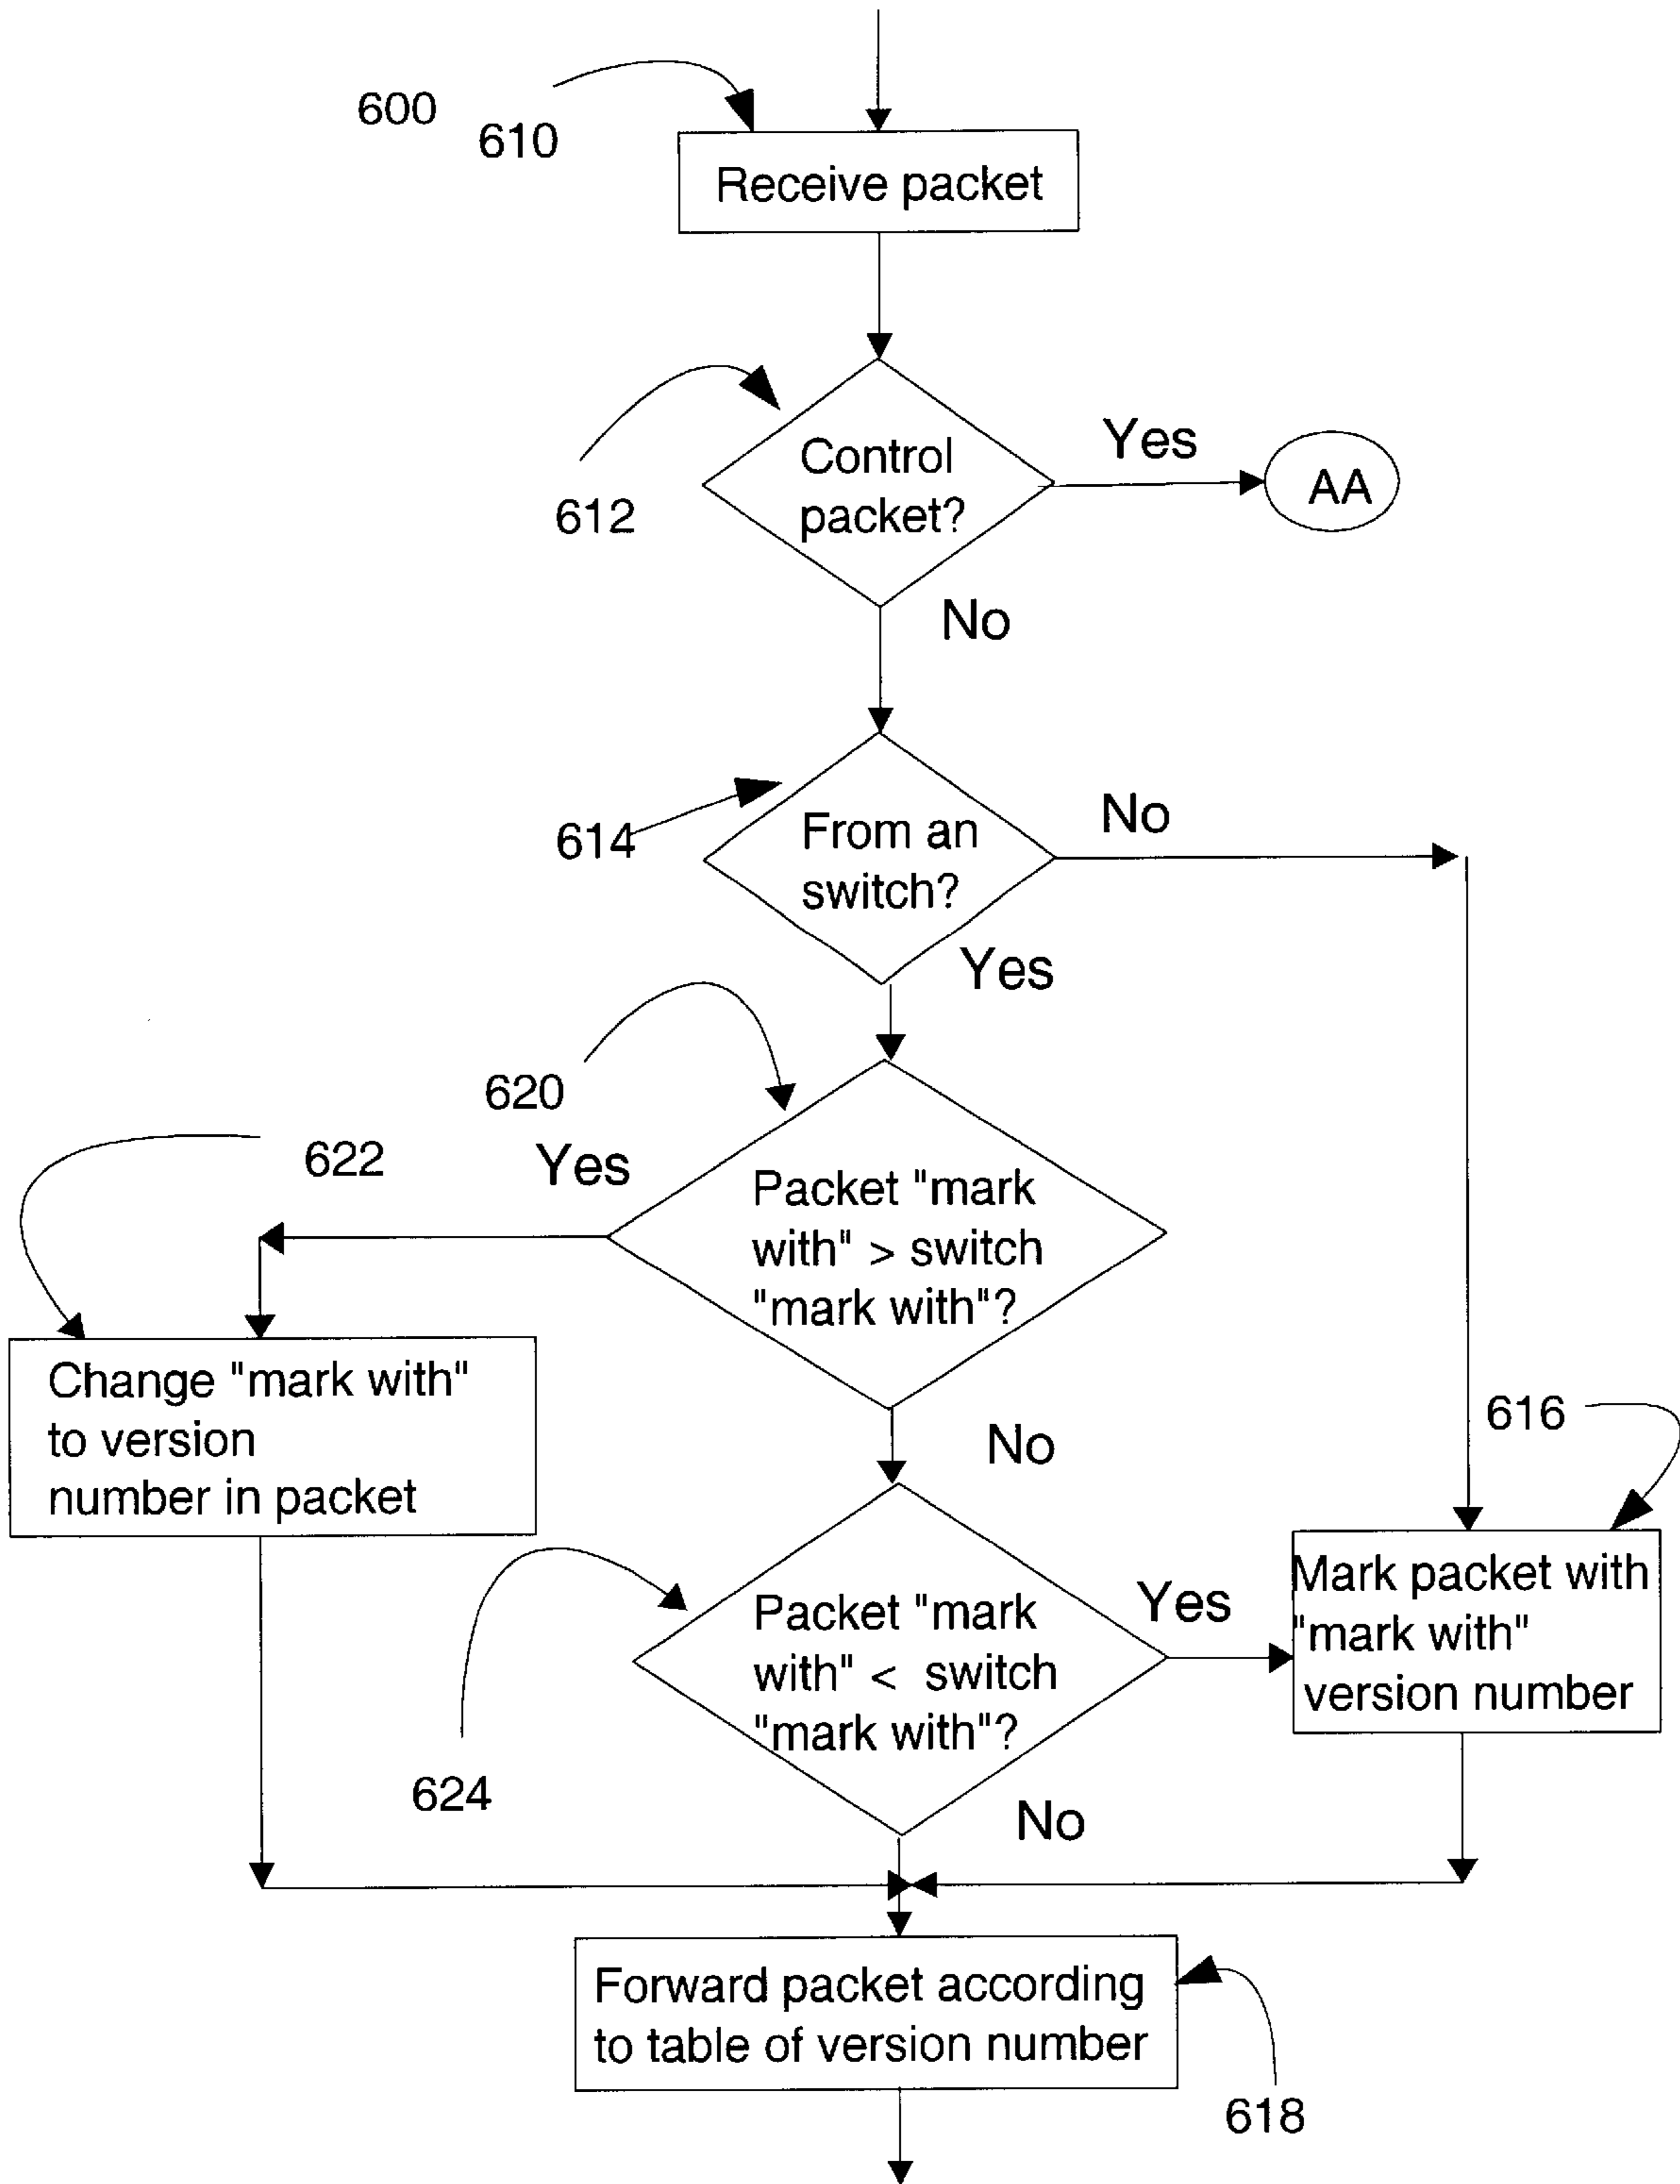 600
610
Receive packet
612
Control
packet?
Yes
AA
No
614
From an
switch?
No
Yes
620
622
Yes
Packet "mark
with" > switch
"mark with"?
Change "mark with"
to version
number in packet
No
616
624
Packet "mark
with" < switch
"mark with"?
Yes
Mark packet with
"mark with"
version number
No
Forward packet according
to table of version number
618